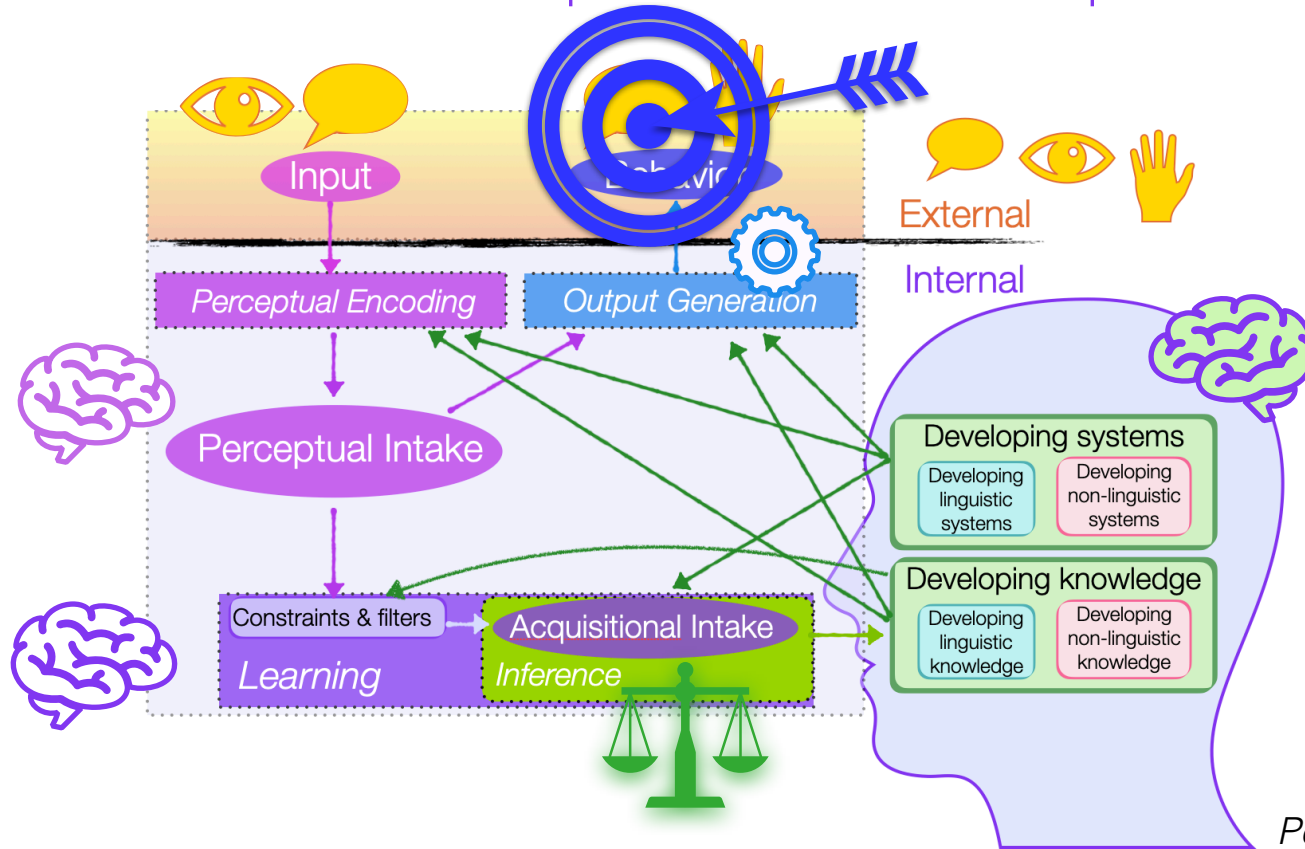 Input
External
Internal
Perceptual Encoding
Output Generation
Perceptual Intake
Developing systems
Developing
linguistic
systems
Developing
non-linguistic
systems
Constraints & filters
Learning
Acquisitional Intake
Inference
Developing knowledge
Developing
linguistic
knowledge
Developing
non-linguistic
knowledge